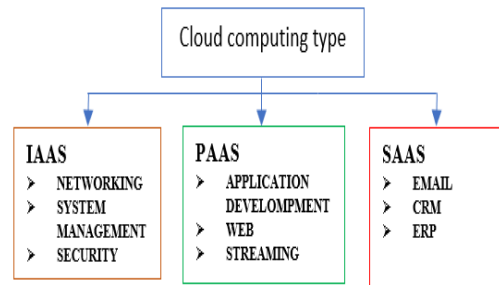 Cloud computing type
IAAS
➢ NETWORKING
➢ SYSTEM
MANAGEMENT
➢ SECURITY
PAAS
➢ APPLICATION
DEVELOMPMENT
➢ WEB
➢ STREAMING
SAAS
➢ EMAIL
➢ CRM
➢ ERP